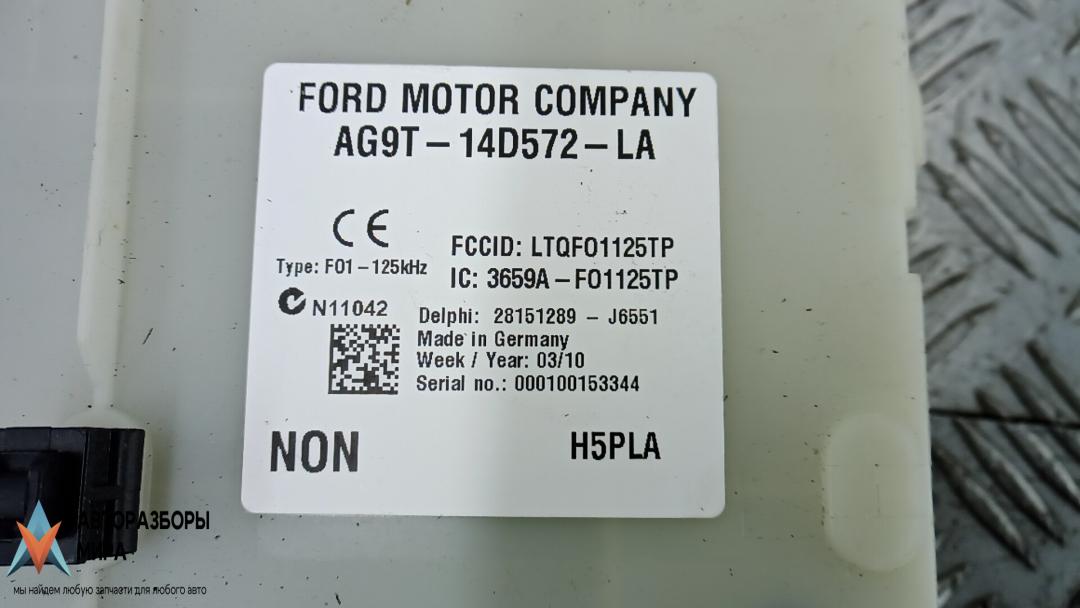 FORD MOTOR COMPANY
AG9T-14D572-LA
CE
FCCID: LTQFO1125TP
Type: FO1-125kHz
IC: 3659A-FO1125TP
N11042
Delphi: 28151289 - J6551
Made in Germany
Week / Year: 03/10
Serial no.: 000100153344
NON
H5PLA
АВТОРАЗБОРЫ
МИРА
мы найдем любую запчасти для любого авто